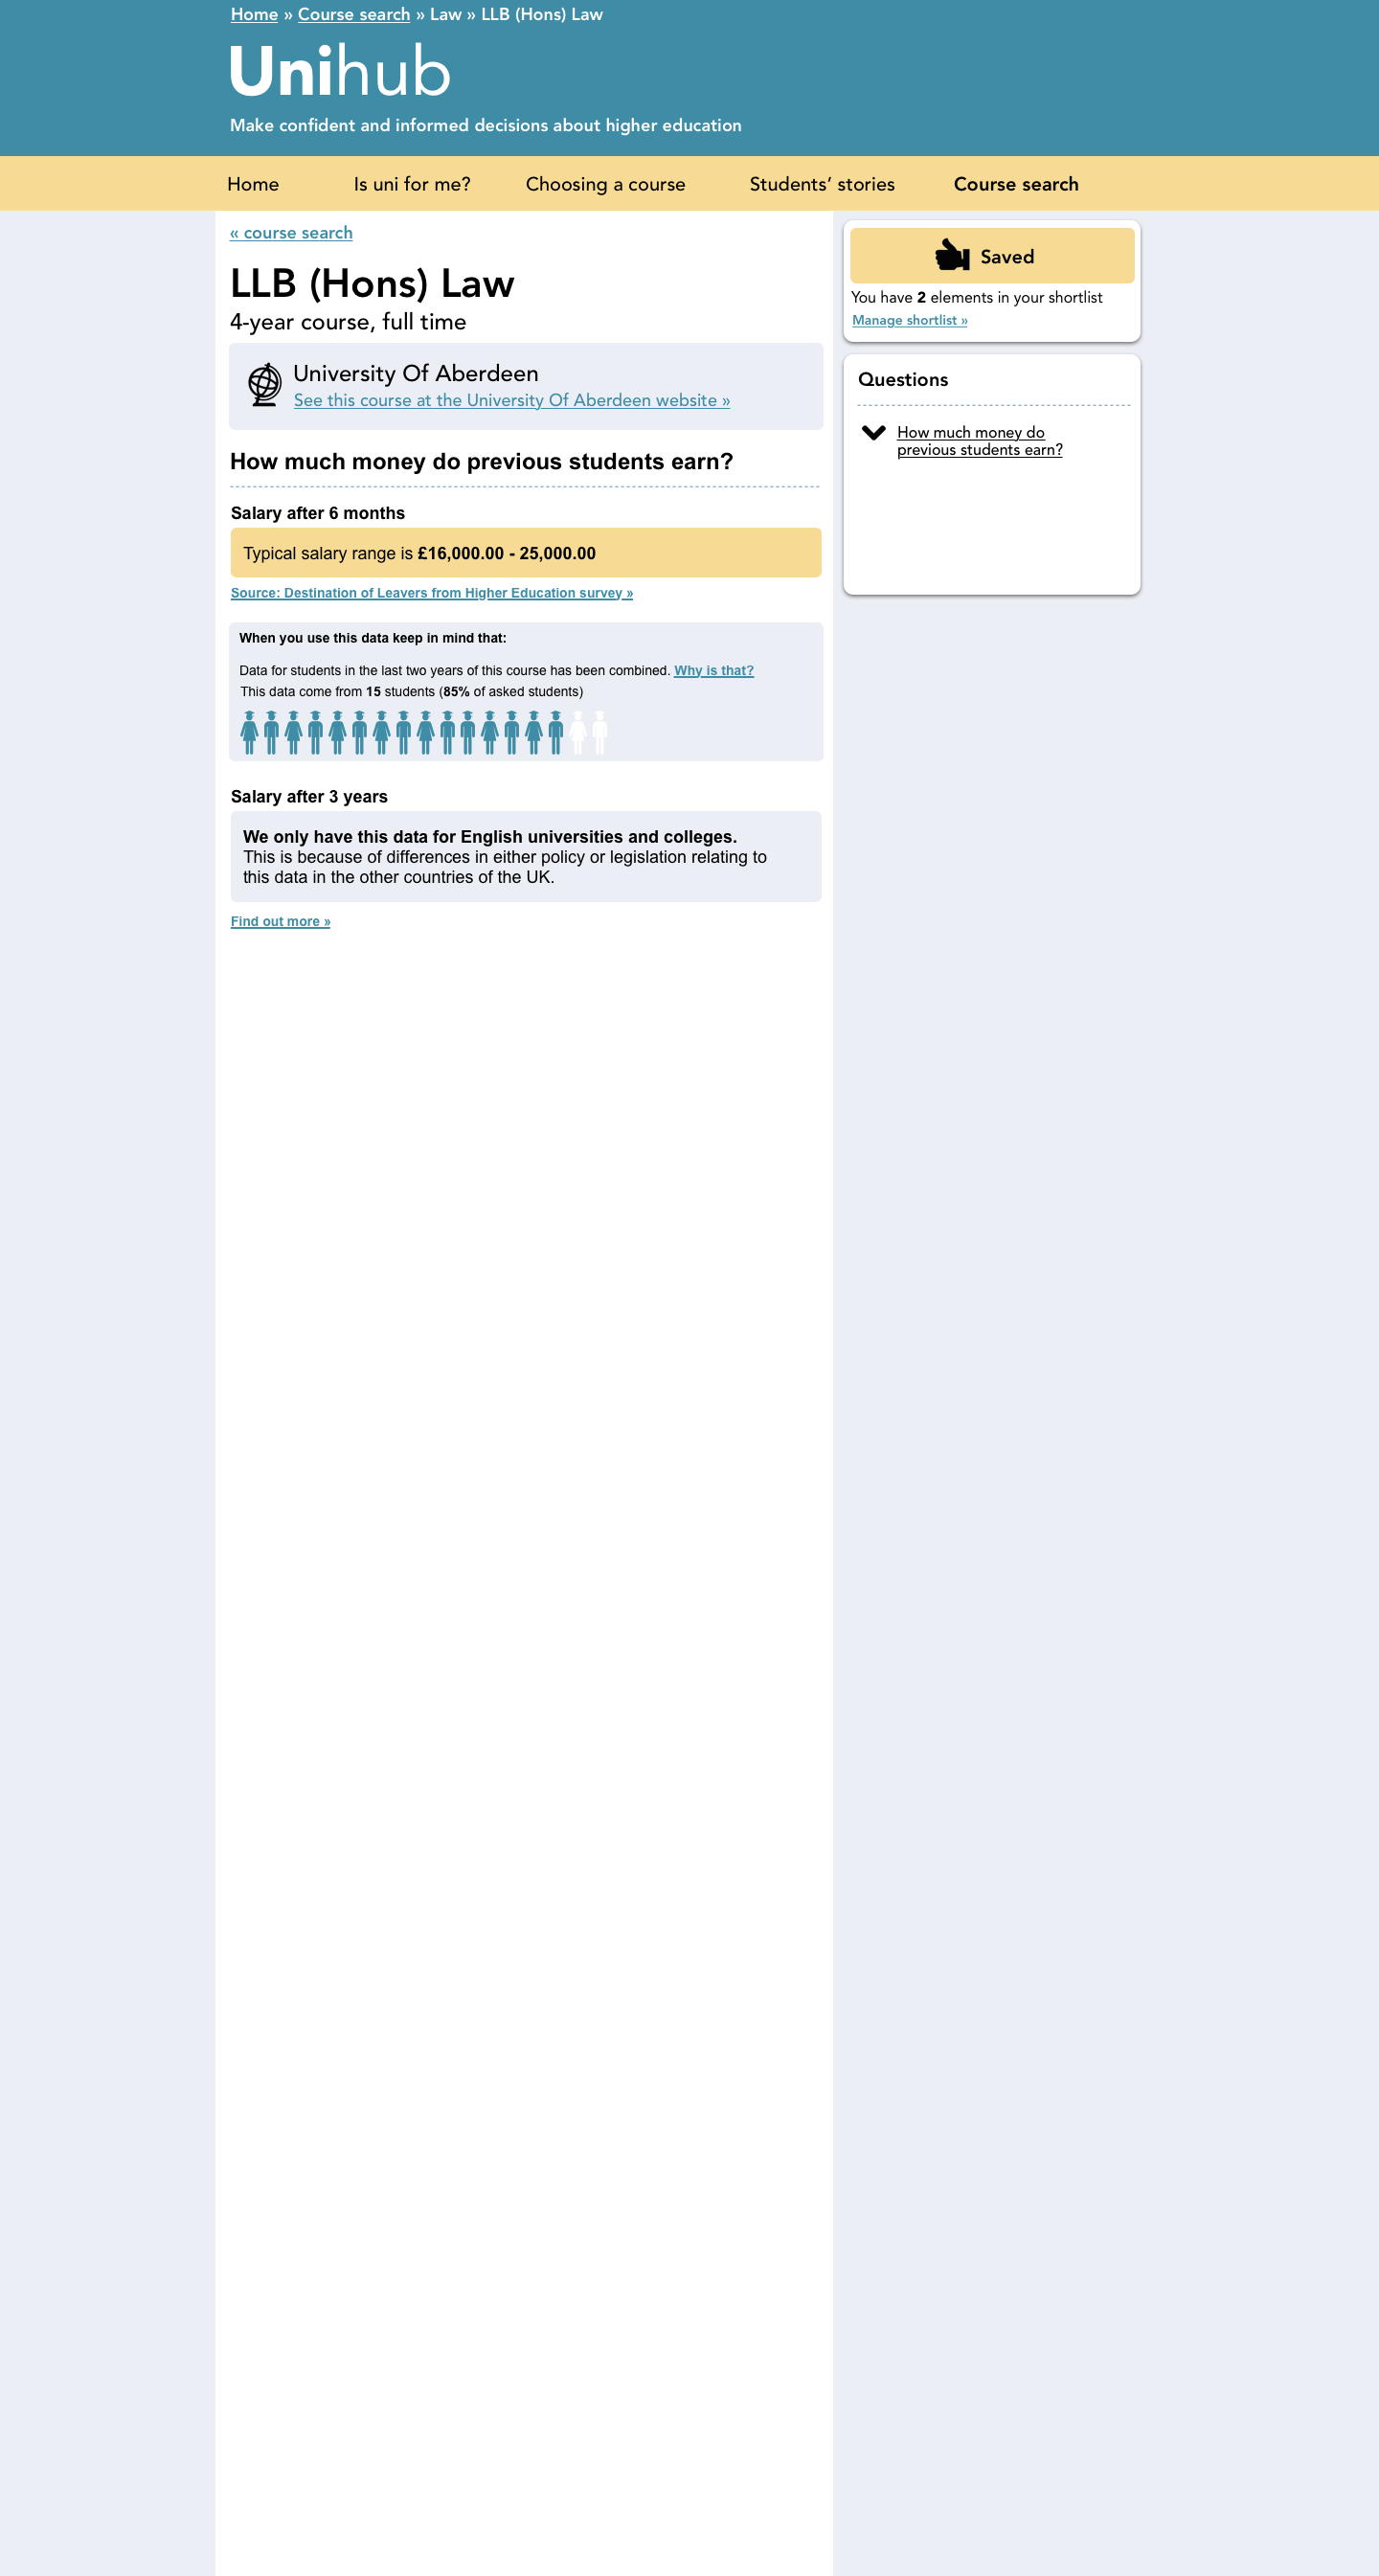 Home » Course search » Law » LLB (Hons) Law
Unihub
Make confident and informed decisions about higher education
Home Is uni for me? Choosing a course Students’ stories Course search
« course search
LLB (Hons) Law
4-year course, full time
University Of Aberdeen
See this course at the University Of Aberdeen website »
How much money do previous students earn?
Salary after 6 months
Typical salary range is £16,000.00 - 25,000.00
Source: Destination of Leavers from Higher Education survey »
When you use this data keep in mind that:
Data for students in the last two years of this course has been combined. Why is that?
This data come from 15 students (85% of asked students)
Salary after 3 years
We only have this data for English universities and colleges.
This is because of differences in either policy or legislation relating to
this data in the other countries of the UK.
Find out more »
Saved
You have 2 elements in your shortlist
Manage shortlist »
Questions
How much money do
previous students earn?